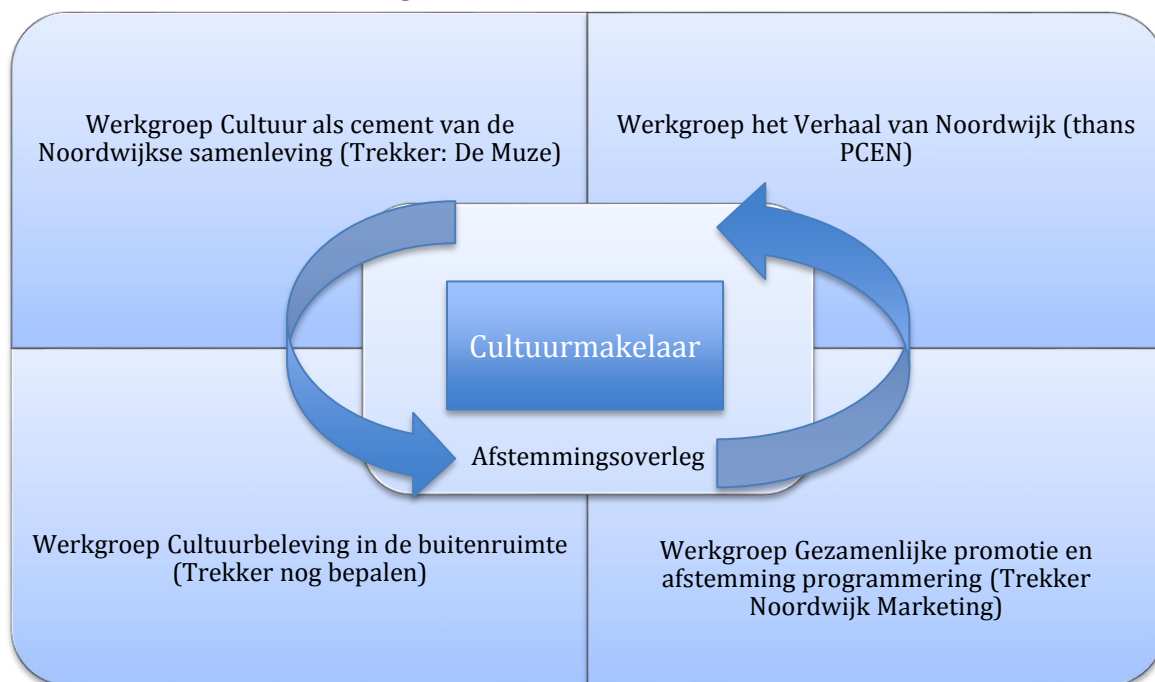 Werkgroep Cultuur als cement van de
Noordwijkse samenleving (Trekker: De Muze)
Werkgroep het Verhaal van Noordwijk (thans
PCEN)
Cultuurmakelaar
Afstemmingsoverleg
Werkgroep Cultuurbeleving in de buitenruimte
(Trekker nog bepalen)
Werkgroep Gezamenlijke promotie en
afstemming programmering (Trekker
Noordwijk Marketing)